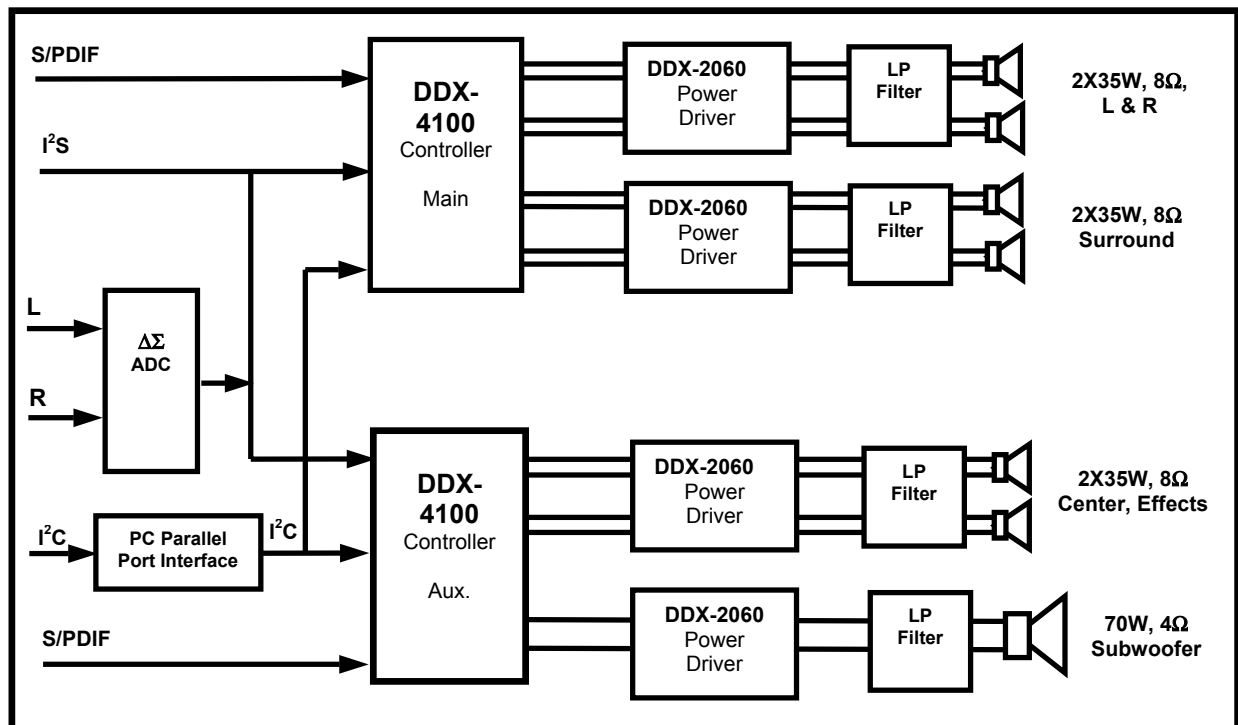 S/PDIF
I²S
L
R
ΔΣ
ADC
I²C
PC Parallel
Port Interface
I²C
S/PDIF
DDX-
4100
Controller
Main
DDX-2060
Power
Driver
LP
Filter
2X35W, 8Ω,
L & R
DDX-2060
Power
Driver
LP
Filter
2X35W, 8Ω
Surround
DDX-
4100
Controller
Aux.
DDX-2060
Power
Driver
LP
Filter
2X35W, 8Ω
Center, Effects
DDX-2060
Power
Driver
LP
Filter
70W, 4Ω
Subwoofer